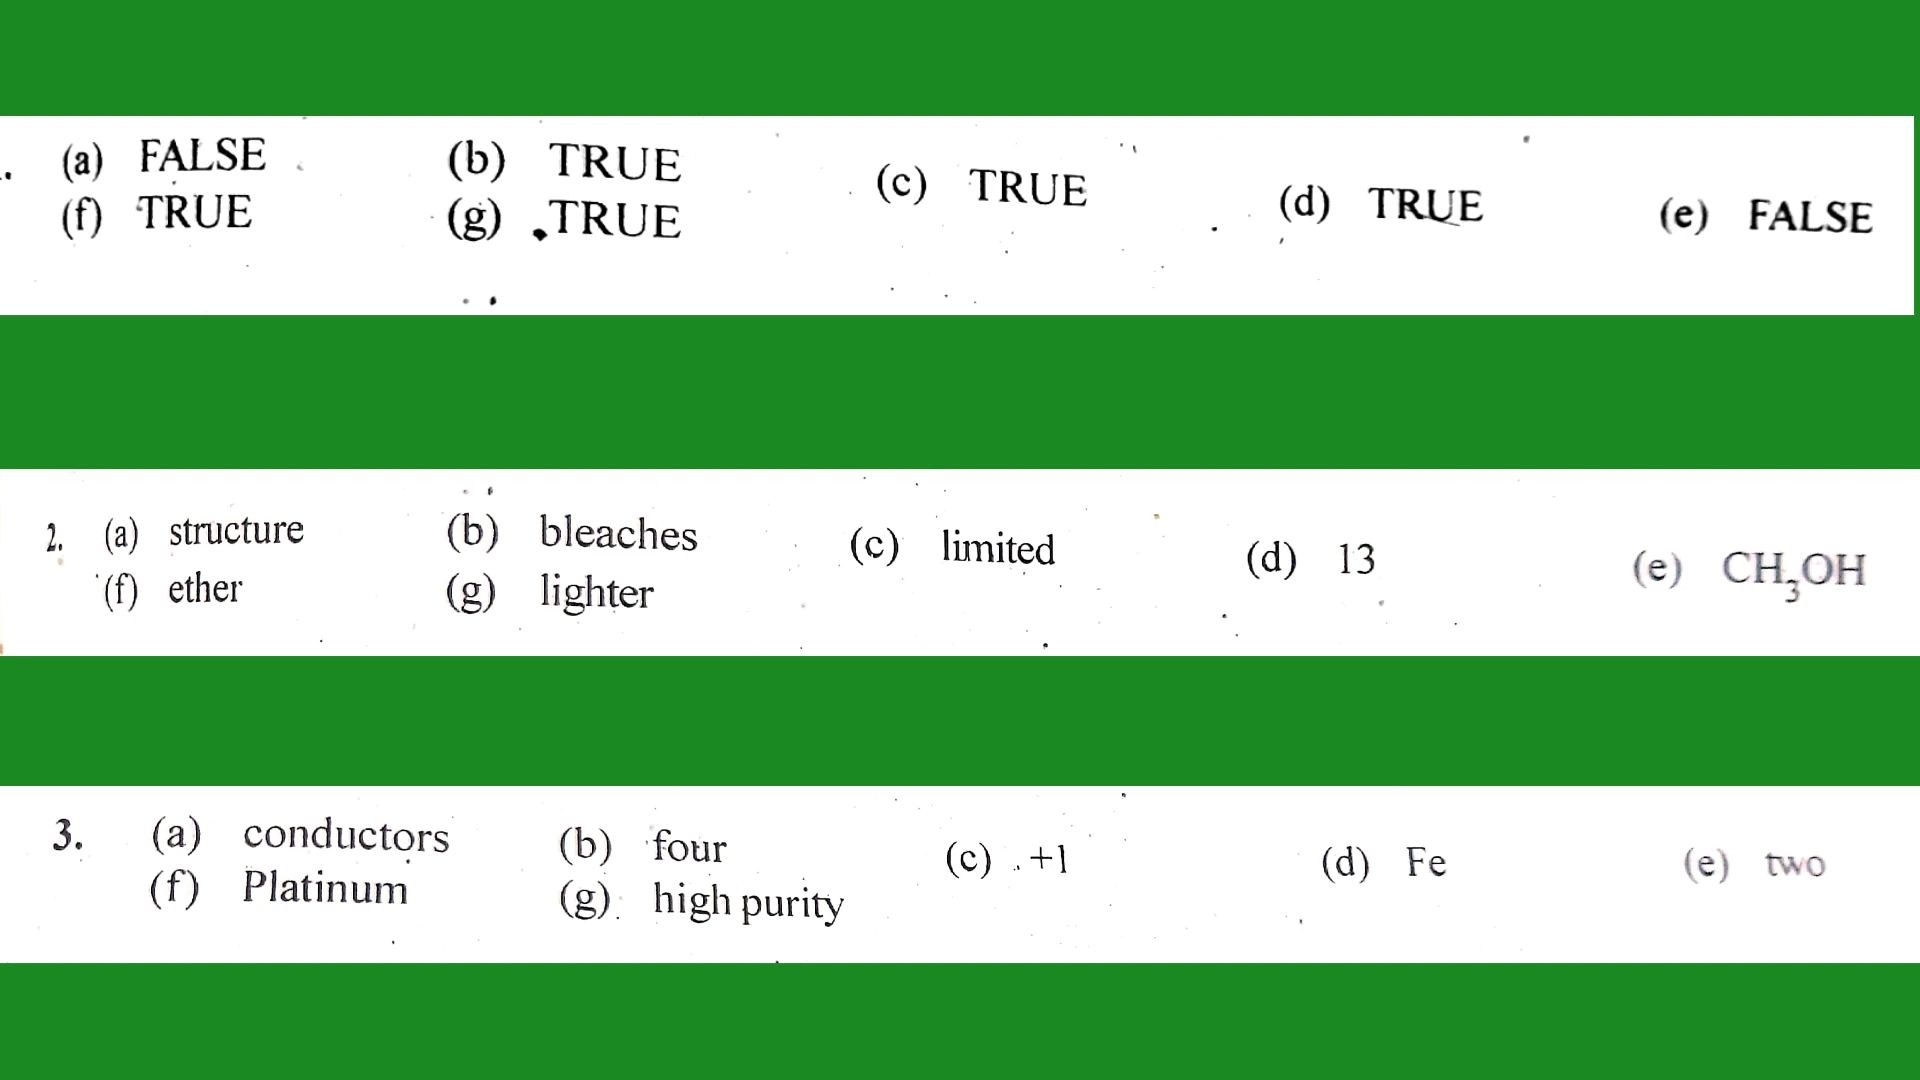 . (a) FALSE (b) TRUE (c) TRUE (d) TRUE (e) FALSE
(f) TRUE (g) TRUE
2. (a) structure (b) bleaches (c) limited (d) 13 (e) CH₃OH
(f) ether (g) lighter
3. (a) conductors (b) four (c) +1 (d) Fe (e) two
(f) Platinum (g) high purity